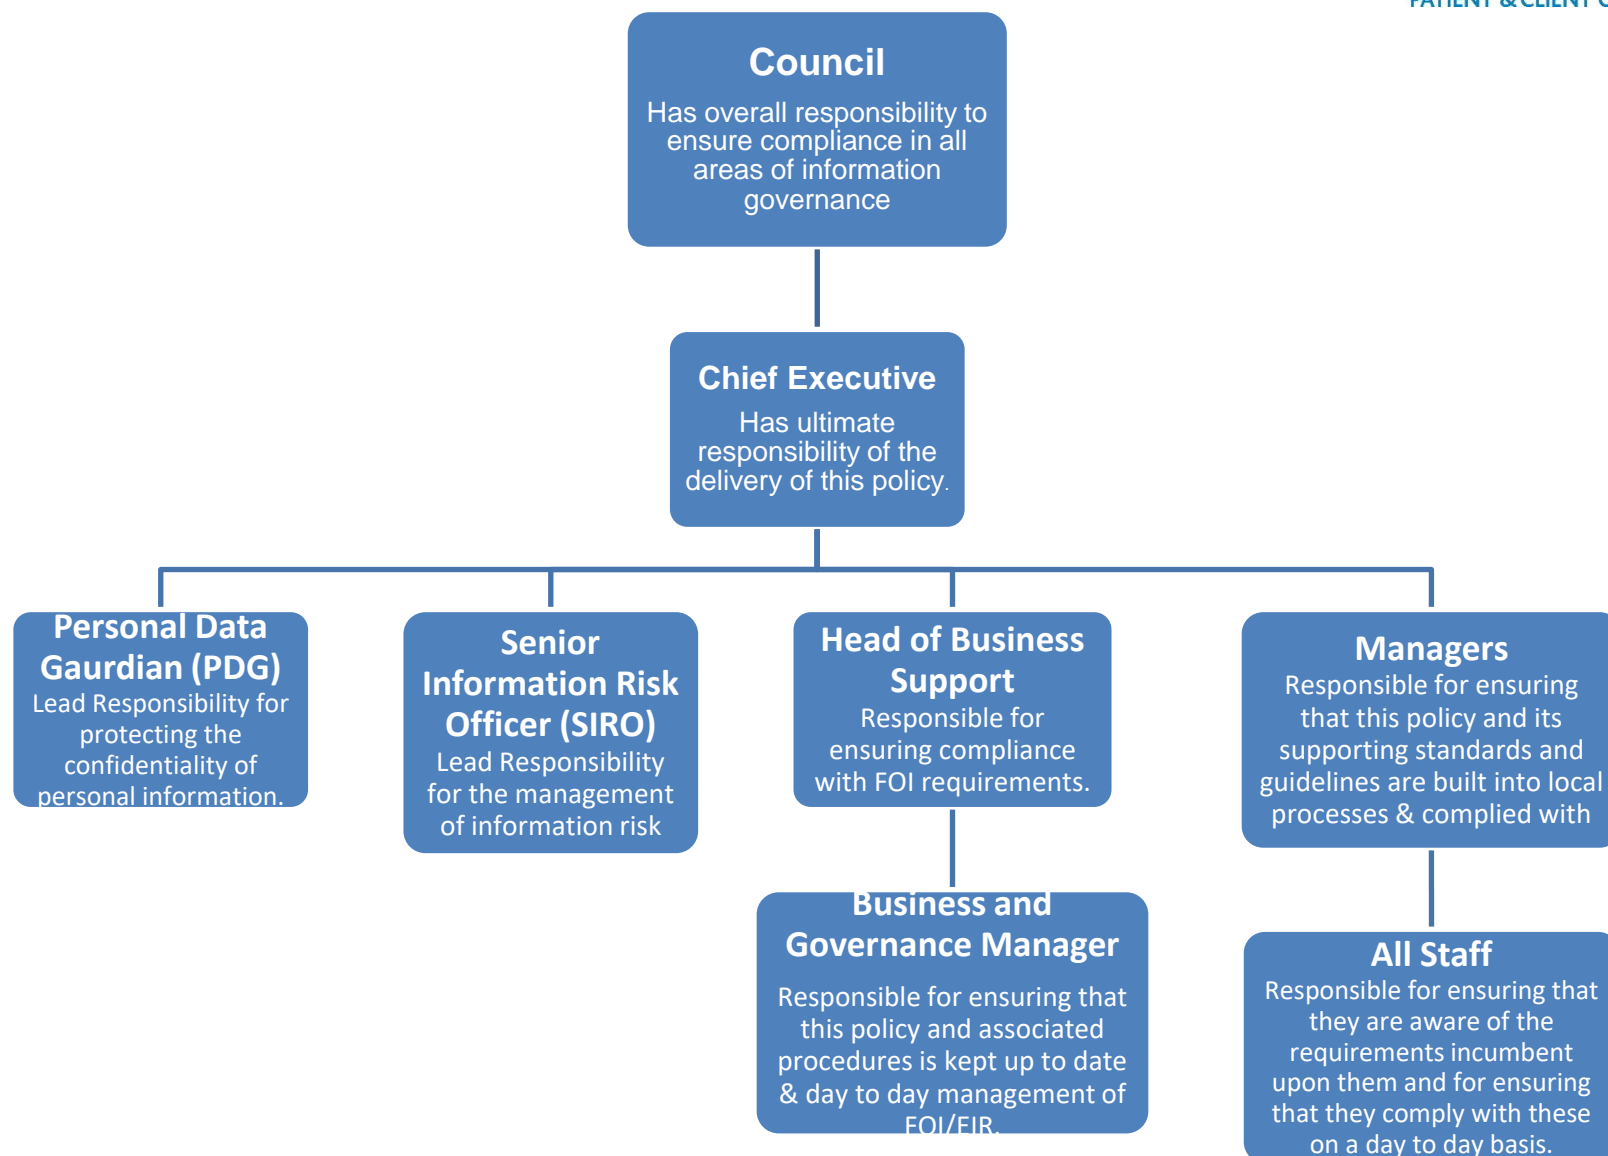 PATIENT & CLIENT C
Council
Has overall responsibility to
ensure compliance in all
areas of information
governance
Chief Executive
Has ultimate
responsibility of the
delivery of this policy.
Personal Data
Gaurdian (PDG)
Lead Responsibility for
protecting the
confidentiality of
personal information.
Senior
Information Risk
Officer (SIRO)
Lead Responsibility
for the management
of information risk
Head of Business
Support
Responsible for
ensuring compliance
with FOI requirements.
Managers
Responsible for ensuring
that this policy and its
supporting standards and
guidelines are built into local
processes & complied with
Business and
Governance Manager
Responsible for ensuring that
this policy and associated
procedures is kept up to date
& day to day management of
FOI/EIR.
All Staff
Responsible for ensuring that
they are aware of the
requirements incumbent
upon them and for ensuring
that they comply with these
on a day to day basis.